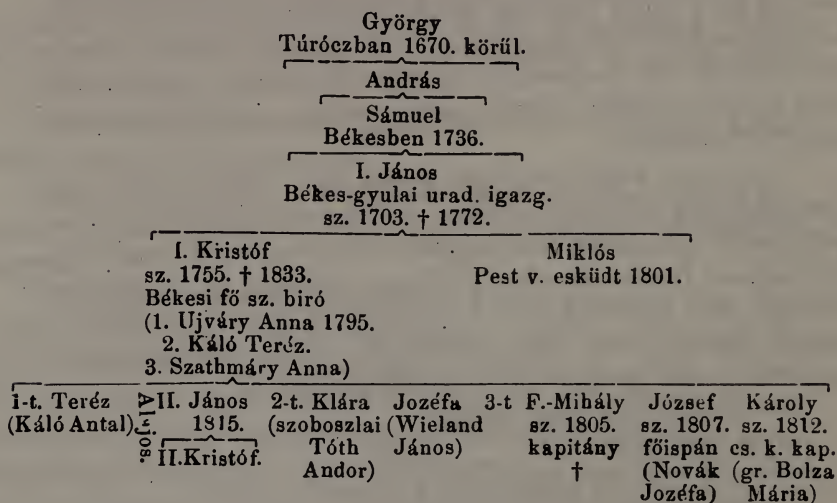 György
Túróczban 1670. körűl.
András
Sámuel
Békesben 1736.
I. János
Békes-gyulai urad. igazg.
sz. 1703. † 1772.
I. Kristóf
sz. 1755. † 1833.
Békesi fő sz. biró
(1. Ujváry Anna 1795.
2. Káló Teréz.
3. Szathmáry Anna)
Miklós
Pest v. esküdt 1801.
1-t. Teréz
(Káló Antal)
Alajos.
II. János
1815.
II. Kristóf.
2-t. Klára
(szoboszlai
Tóth
Andor)
Jozéfa
(Wieland
János)
3-t F.-Mihály
sz. 1805.
kapitány
†
József
sz. 1807.
főispán
(Novák
Jozéfa)
Károly
sz. 1812.
cs. k. kap.
(gr. Bolza
Mária)